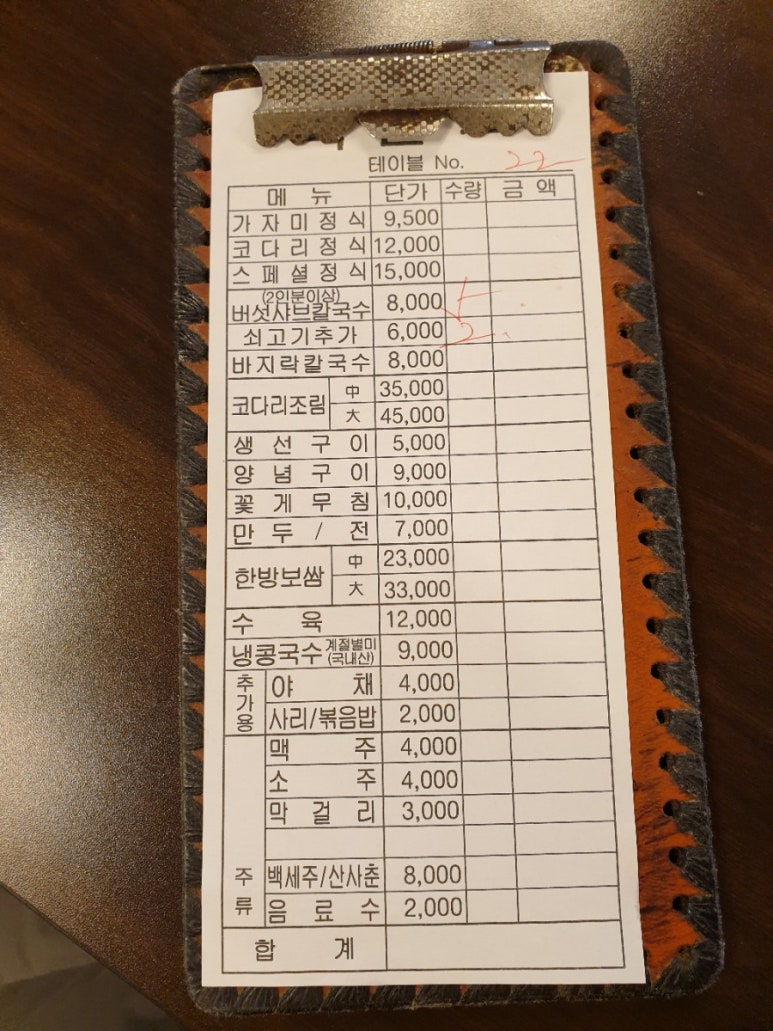 테이블 No. 22
메뉴 단가 수량 금액
가자미정식 9,500
코다리정식 12,000
스페셜정식 15,000
(2인분이상)
버섯샤브칼국수 8,000 5
쇠고기추가 6,000 2
바지락칼국수 8,000
코다리조림 中 35,000
大 45,000
생선구이 5,000
양념구이 9,000
꽃게무침 10,000
만두/전 7,000
한방보쌈 中 23,000
大 33,000
수육 12,000
냉콩국수 계절별미 (국내산) 9,000
추가용 야채 4,000
사리/볶음밥 2,000
주류 맥주 4,000
소주 4,000
막걸리 3,000
백세주/산사춘 8,000
음료수 2,000
합계